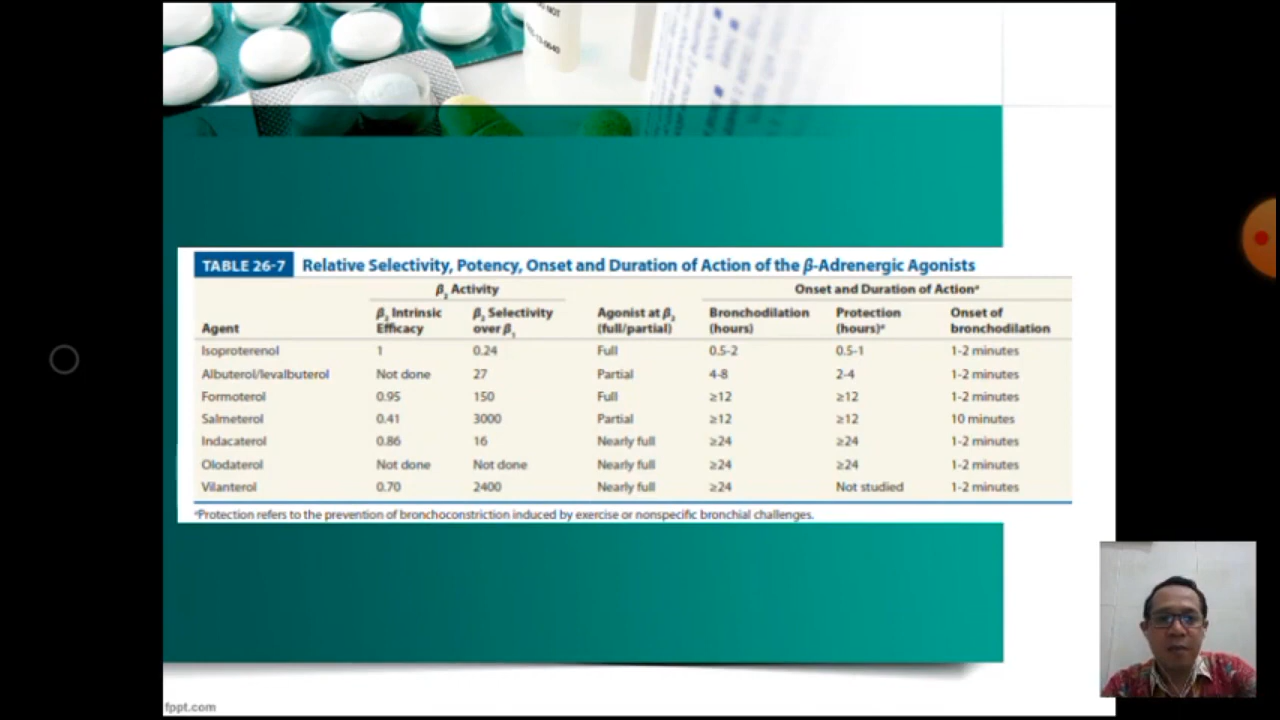 DO NOT
TABLE 26-7 Relative Selectivity, Potency, Onset and Duration of Action of the β-Adrenergic Agonists
β₂ Activity Onset and Duration of Actionᵃ
Agent β₂ Intrinsic Efficacy β₂ Selectivity over β₁ Agonist at β₂ (full/partial) Bronchodilation (hours) Protection (hours)ᵃ Onset of bronchodilation
Isoproterenol 1 0.24 Full 0.5-2 0.5-1 1-2 minutes
Albuterol/levalbuterol Not done 27 Partial 4-8 2-4 1-2 minutes
Formoterol 0.95 150 Full ≥12 ≥12 1-2 minutes
Salmeterol 0.41 3000 Partial ≥12 ≥12 10 minutes
Indacaterol 0.86 16 Nearly full ≥24 ≥24 1-2 minutes
Olodaterol Not done Not done Nearly full ≥24 ≥24 1-2 minutes
Vilanterol 0.70 2400 Nearly full ≥24 Not studied 1-2 minutes
ᵃProtection refers to the prevention of bronchoconstriction induced by exercise or nonspecific bronchial challenges.
fppt.com